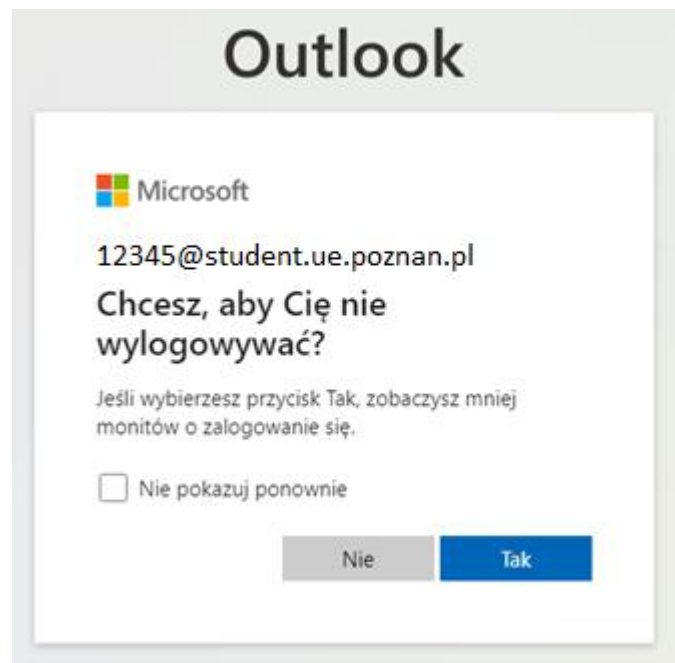 Outlook
Microsoft
12345@student.ue.poznan.pl
Chcesz, aby Cię nie
wylogowywać?
Jeśli wybierzesz przycisk Tak, zobaczysz mniej
monitów o zalogowanie się.
Nie pokazuj ponownie
Nie Tak